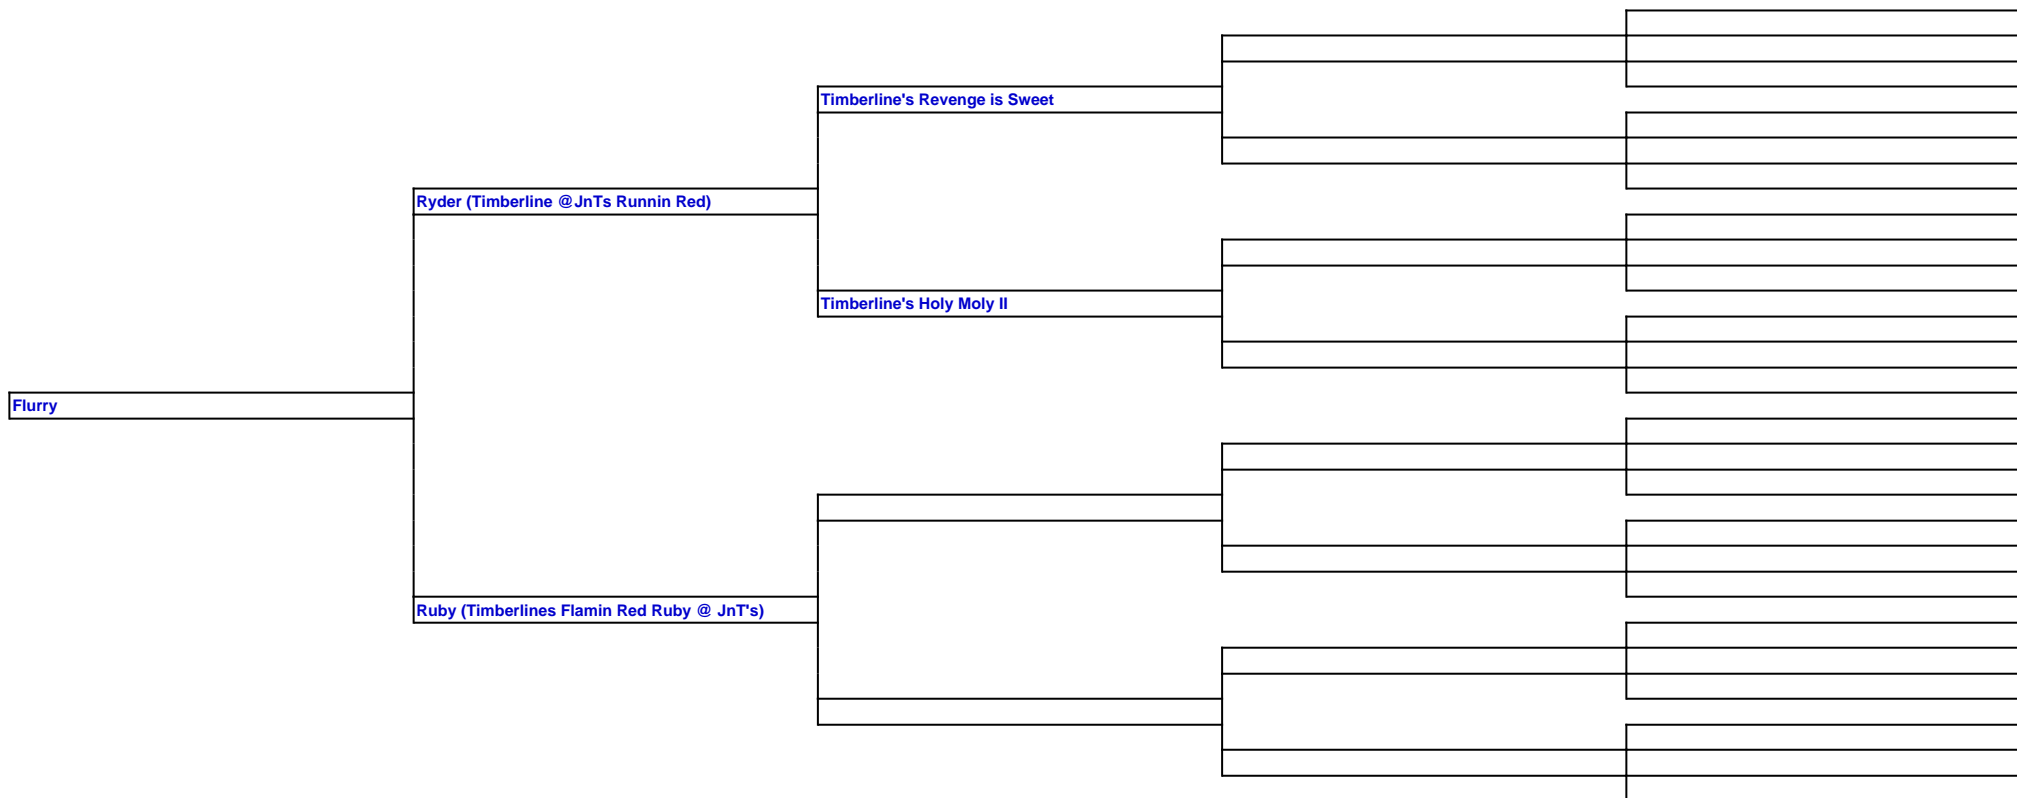 Timberline's Revenge is Sweet
Ryder (Timberline @JnTs Runnin Red)
Timberline's Holy Moly II
Flurry
Ruby (Timberlines Flamin Red Ruby @ JnT's)